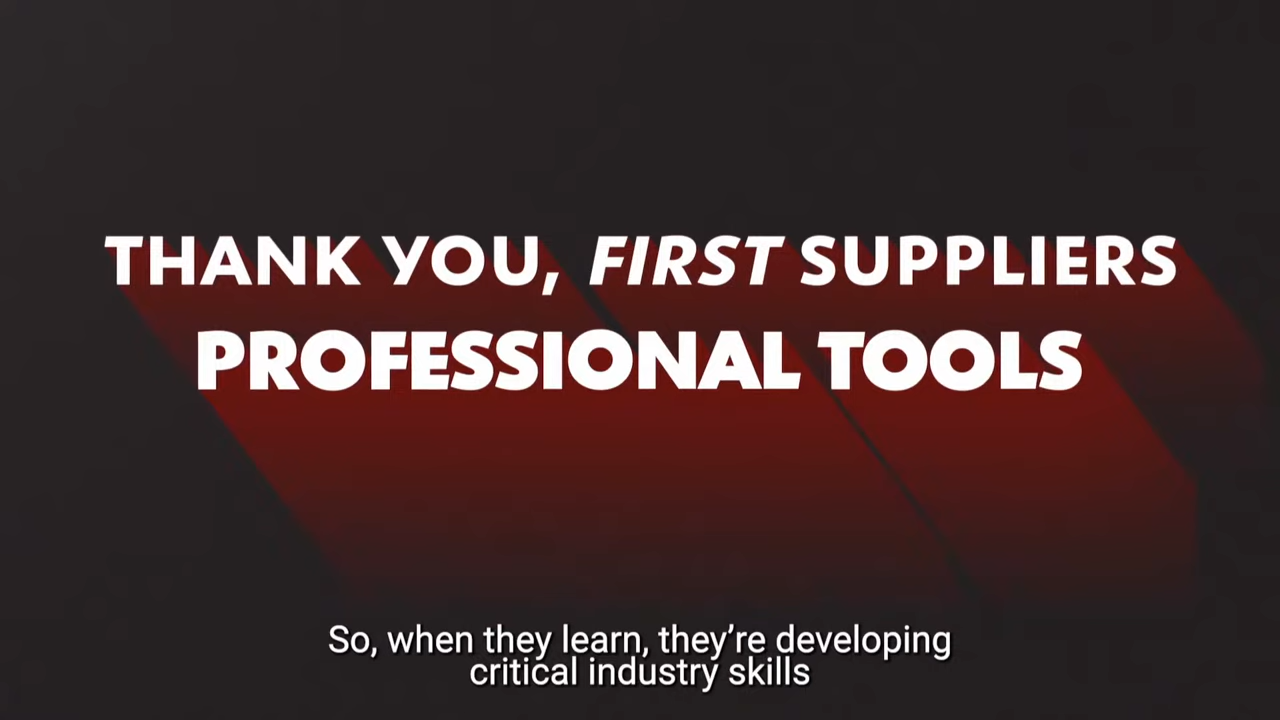 THANK YOU, FIRST SUPPLIERS
PROFESSIONAL TOOLS
So, when they learn, they’re developing
critical industry skills